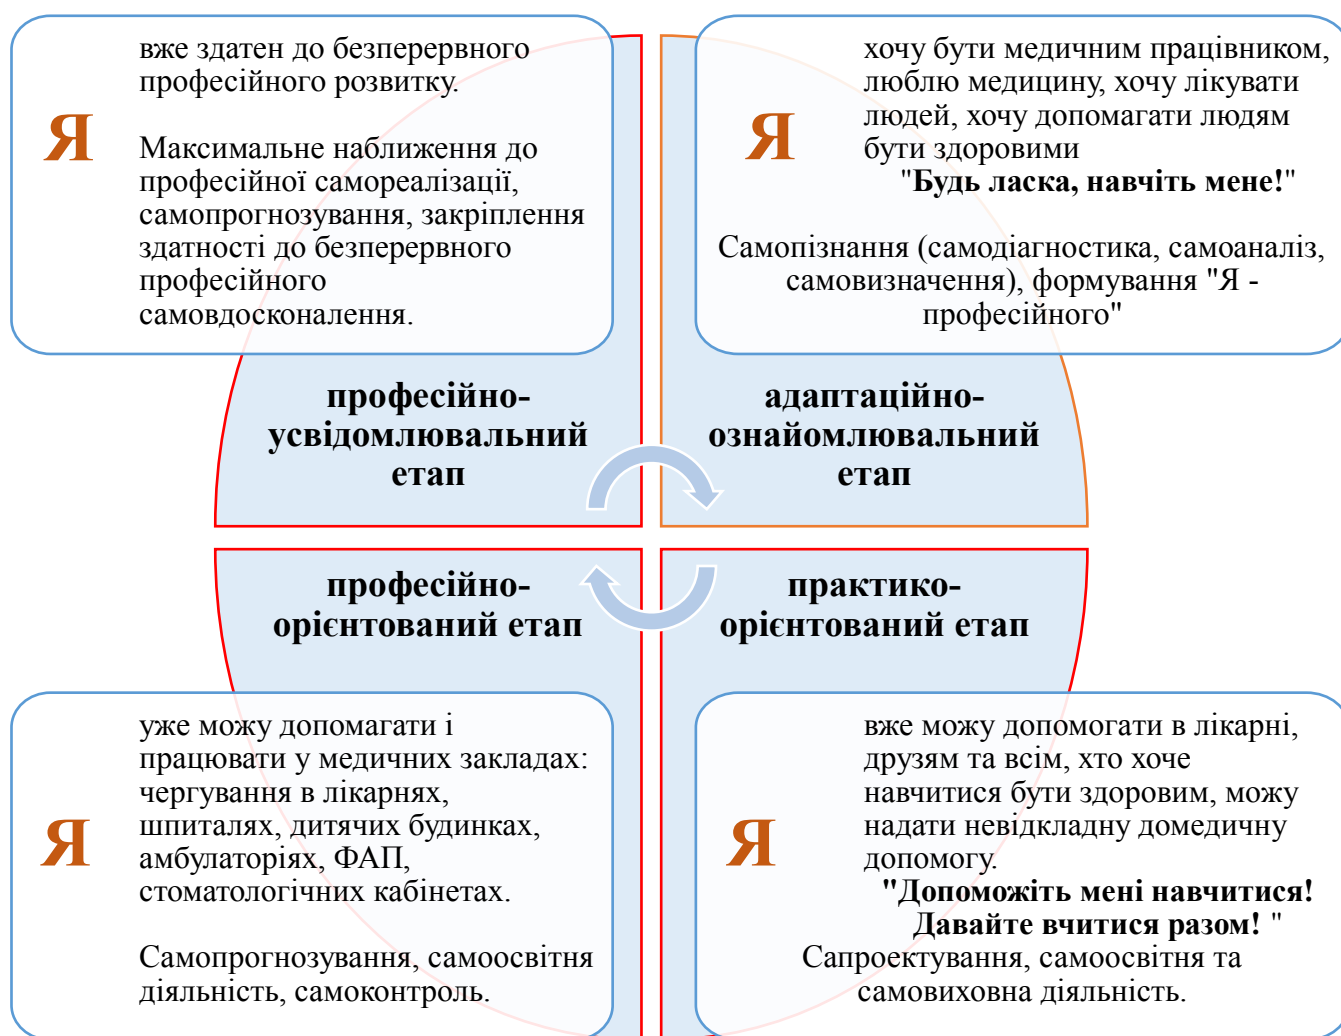 Я
вже здатен до безперервного
професійного розвитку.
Максимальне наближення до
професійної самореалізації,
самопрогнозування, закріплення
здатності до безперервного
професійного
самовдосконалення.
Я
хочу бути медичним працівником,
люблю медицину, хочу лікувати
людей, хочу допомагати людям
бути здоровими
"Будь ласка, навчіть мене!"
Самопізнання (самодіагностика, самоаналіз,
самовизначення), формування "Я -
професійного"
професійно-
усвідомлювальний
етап
адаптаційно-
ознайомлювальний
етап
професійно-
орієнтований етап
практико-
орієнтований етап
Я
уже можу допомагати і
працювати у медичних закладах:
чергування в лікарнях,
шпиталях, дитячих будинках,
амбулаторіях, ФАП,
стоматологічних кабінетах.
Самопрогнозування, самоосвітня
діяльність, самоконтроль.
Я
вже можу допомогати в лікарні,
друзям та всім, хто хоче
навчитися бути здоровим, можу
надати невідкладну домедичну
допомогу.
"Допоможіть мені навчитися!
Давайте вчитися разом! "
Сапроектування, самоосвітня та
самовиховна діяльність.